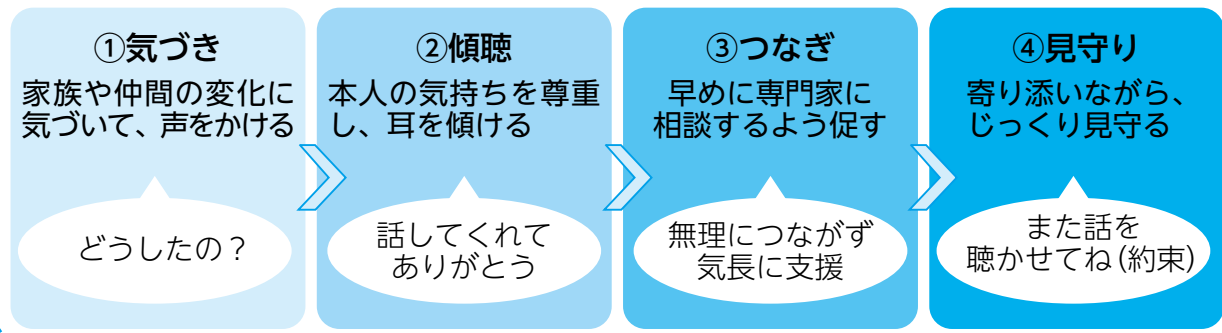 ①気づき
家族や仲間の変化に
気づいて、声をかける
どうしたの？
②傾聴
本人の気持ちを尊重
し、耳を傾ける
話してくれて
ありがとう
③つなぎ
早めに専門家に
相談するよう促す
無理につながず
気長に支援
④見守り
寄り添いながら、
じっくり見守る
また話を
聴かせてね(約束)